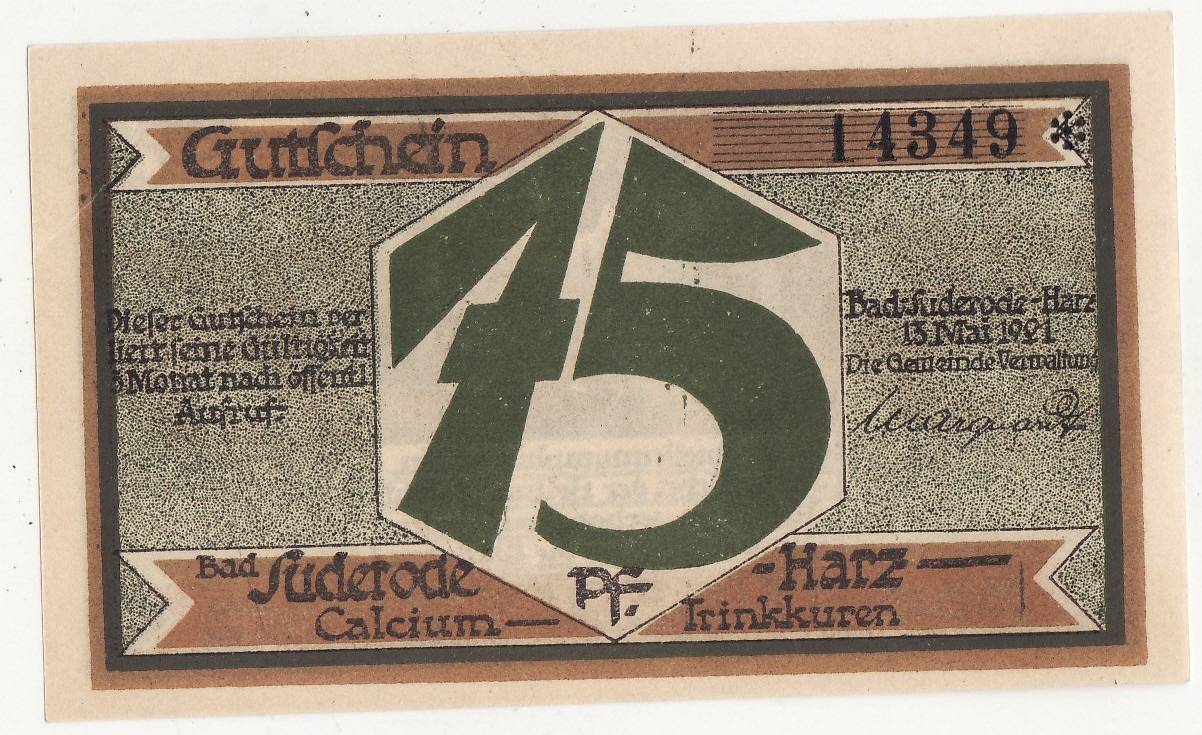 Gutschein
14349 *
Dieser Gutschein ver
liert seine Gültigkeit
3 Monat nach öffentl
Aufruf
75
Pf.
Bad Suderode-Harz
13. Mai 1921
Die Gemeinde Verwaltung
Bad Suderode - Harz
Calcium Trinkkuren